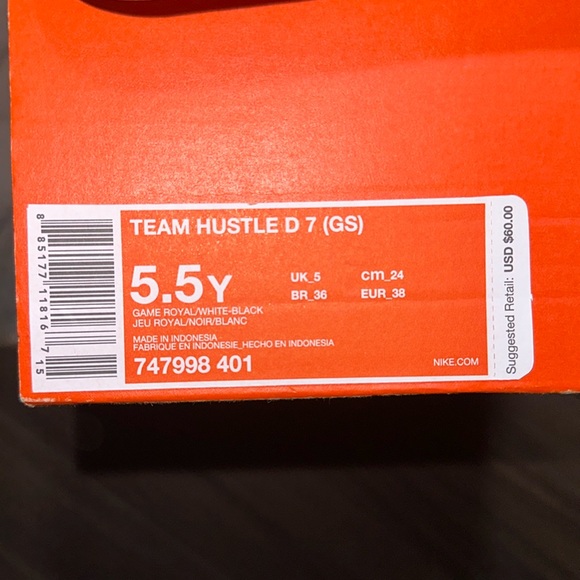 TEAM HUSTLE D 7 (GS)
5.5Y
UK_5 cm_24
BR_36 EUR_38
GAME ROYAL/WHITE-BLACK
JEU ROYAL/NOIR/BLANC
MADE IN INDONESIA
FABRIQUE EN INDONESIE_HECHO EN INDONESIA
747998 401
NIKE.COM
8 85177 11816 7 15
Suggested Retail: USD $60.00